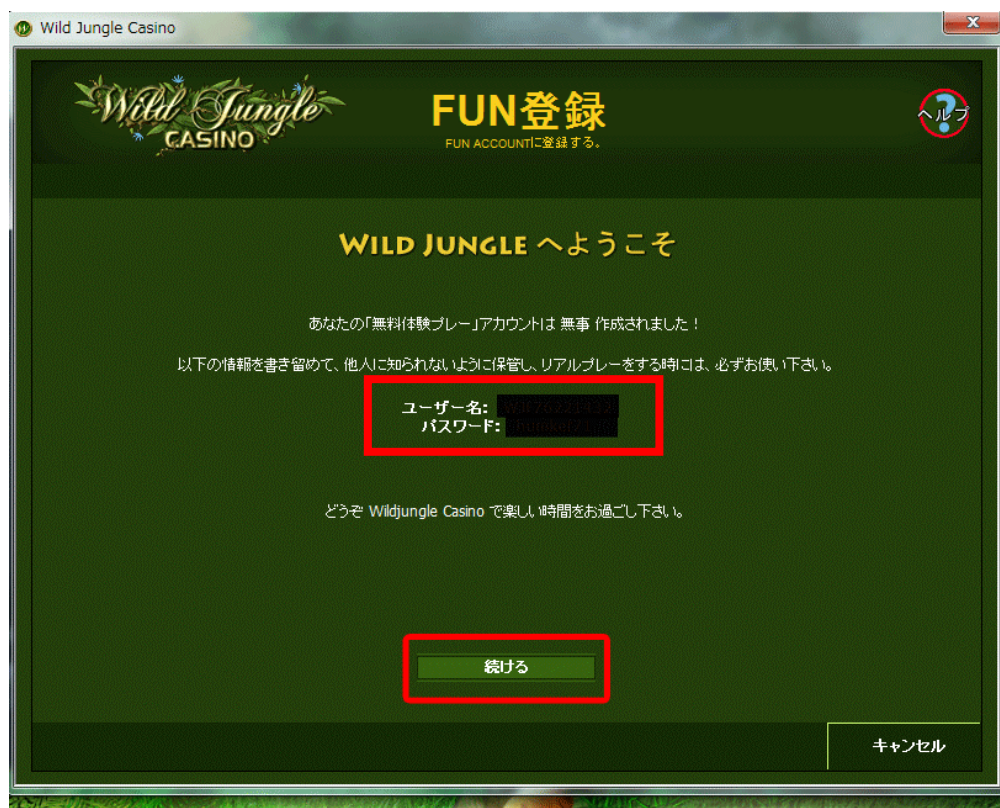 Wild Jungle Casino
Wild Jungle
CASINO
FUN登録
FUN ACCOUNTに登録する。
ヘルプ
WILD JUNGLE へようこそ
あなたの「無料体験プレー」アカウントは 無事 作成されました!
以下の情報を書き留めて、他人に知られないように保管し、リアルプレーをする時には、必ずお使い下さい。
ユーザー名:
パスワード:
どうぞ Wildjungle Casino で楽しい時間をお過ごし下さい。
続ける
キャンセル